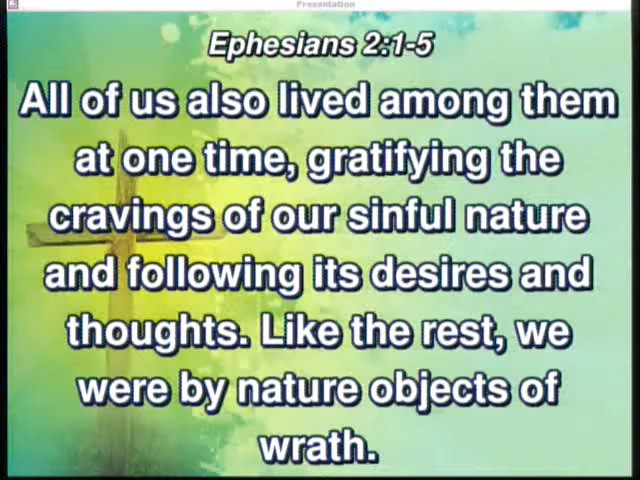 Presentation
Ephesians 2:1-5
All of us also lived among them
at one time, gratifying the
cravings of our sinful nature
and following its desires and
thoughts. Like the rest, we
were by nature objects of
wrath.